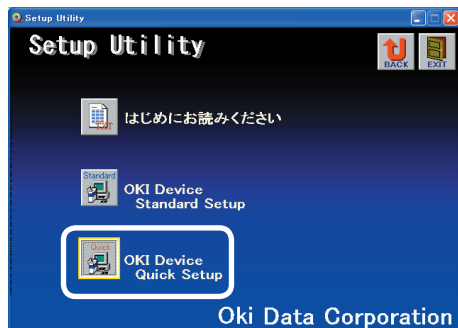 Setup Utility
Setup Utility
BACK
EXIT
TXT
はじめにお読みください
Standard
OKI Device
Standard Setup
Quick
OKI Device
Quick Setup
Oki Data Corporation